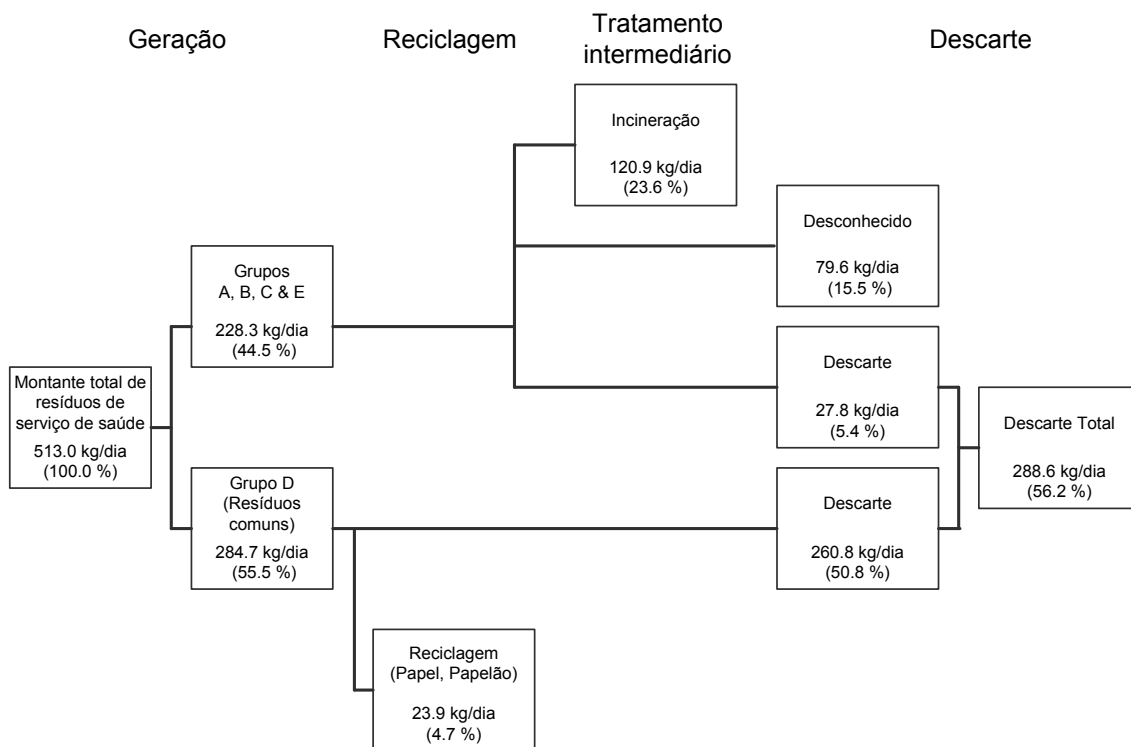 Geração
Reciclagem
Tratamento
intermediário
Descarte
Incineração
120.9 kg/dia
(23.6 %)
Desconhecido
79.6 kg/dia
(15.5 %)
Grupos
A, B, C & E
228.3 kg/dia
(44.5 %)
Descarte
27.8 kg/dia
(5.4 %)
Montante total de
resíduos de
serviço de saúde
513.0 kg/dia
(100.0 %)
Descarte Total
288.6 kg/dia
(56.2 %)
Grupo D
(Resíduos
comuns)
284.7 kg/dia
(55.5 %)
Descarte
260.8 kg/dia
(50.8 %)
Reciclagem
(Papel, Papelão)
23.9 kg/dia
(4.7 %)